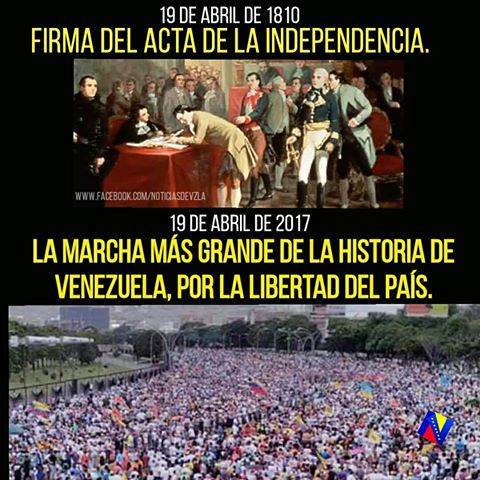 19 DE ABRIL DE 1810
FIRMA DEL ACTA DE LA INDEPENDENCIA.
WWW.FACEBOOK.COM/NOTICIASDEVZLA
19 DE ABRIL DE 2017
LA MARCHA MÁS GRANDE DE LA HISTORIA DE
VENEZUELA, POR LA LIBERTAD DEL PAÍS.